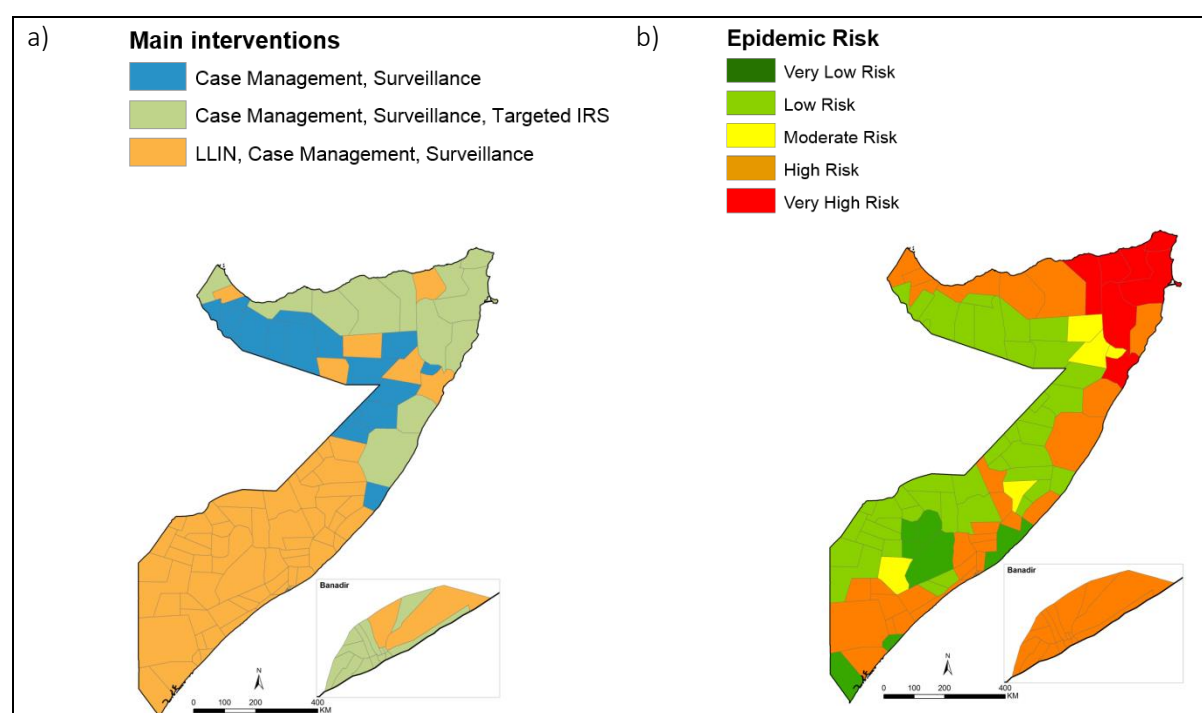 a)
Main interventions
Case Management, Surveillance
Case Management, Surveillance, Targeted IRS
LLIN, Case Management, Surveillance
Banadir
N
0 100 200 400
KM
b)
Epidemic Risk
Very Low Risk
Low Risk
Moderate Risk
High Risk
Very High Risk
Banadir
N
0 100 200 400
KM